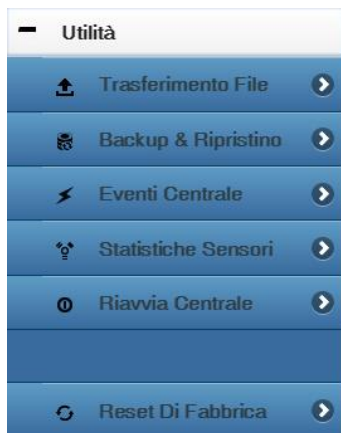 Utilità
Trasferimento File
Backup & Ripristino
Eventi Centrale
Statistiche Sensori
Riavvia Centrale
Reset Di Fabbrica